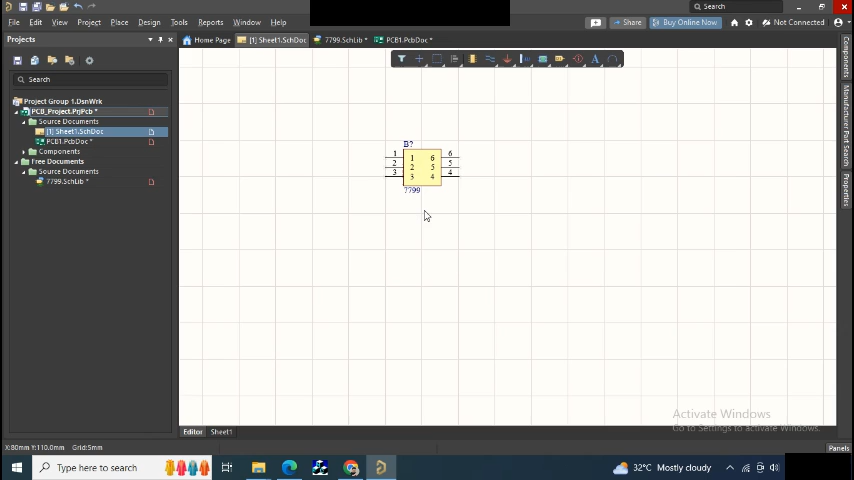 Search
File Edit View Project Place Design Tools Reports Window Help Share Buy Online Now Not Connected
Projects Home Page [1] Sheet1.SchDoc 7799.SchLib * PCB1.PcbDoc *
Search
Project Group 1.DsnWrk
PCB_Project.PrjPcb *
Source Documents
[1] Sheet1.SchDoc
PCB1.PcbDoc *
Components
Free Documents
Source Documents
7799.SchLib *
B?
1 1 6 6
2 2 5 5
3 3 4 4
7799
Components
Manufacturer Part Search
Properties
Activate Windows
Go to Settings to activate Windows.
Editor Sheet1
X:80mm Y:110.0mm Grid:5mm Panels
Type here to search 32°C Mostly cloudy